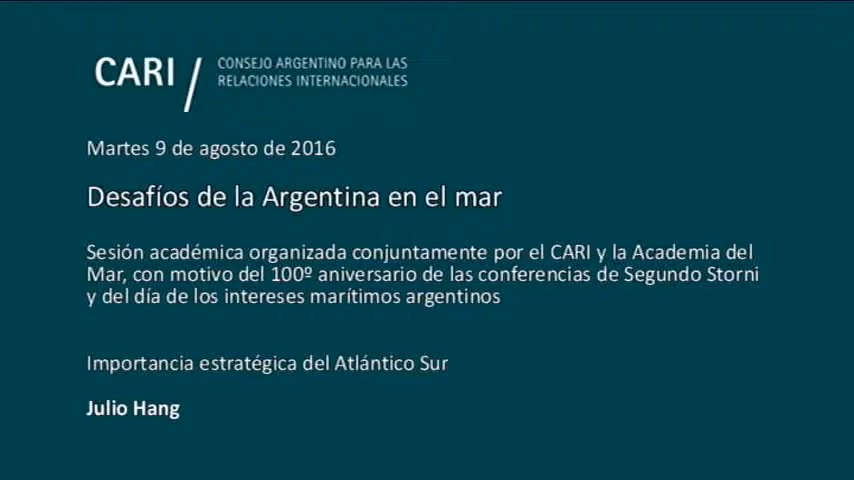 CARI / CONSEJO ARGENTINO PARA LAS
RELACIONES INTERNACIONALES
Martes 9 de agosto de 2016
Desafíos de la Argentina en el mar
Sesión académica organizada conjuntamente por el CARI y la Academia del
Mar, con motivo del 100º aniversario de las conferencias de Segundo Storni
y del día de los intereses marítimos argentinos
Importancia estratégica del Atlántico Sur
Julio Hang